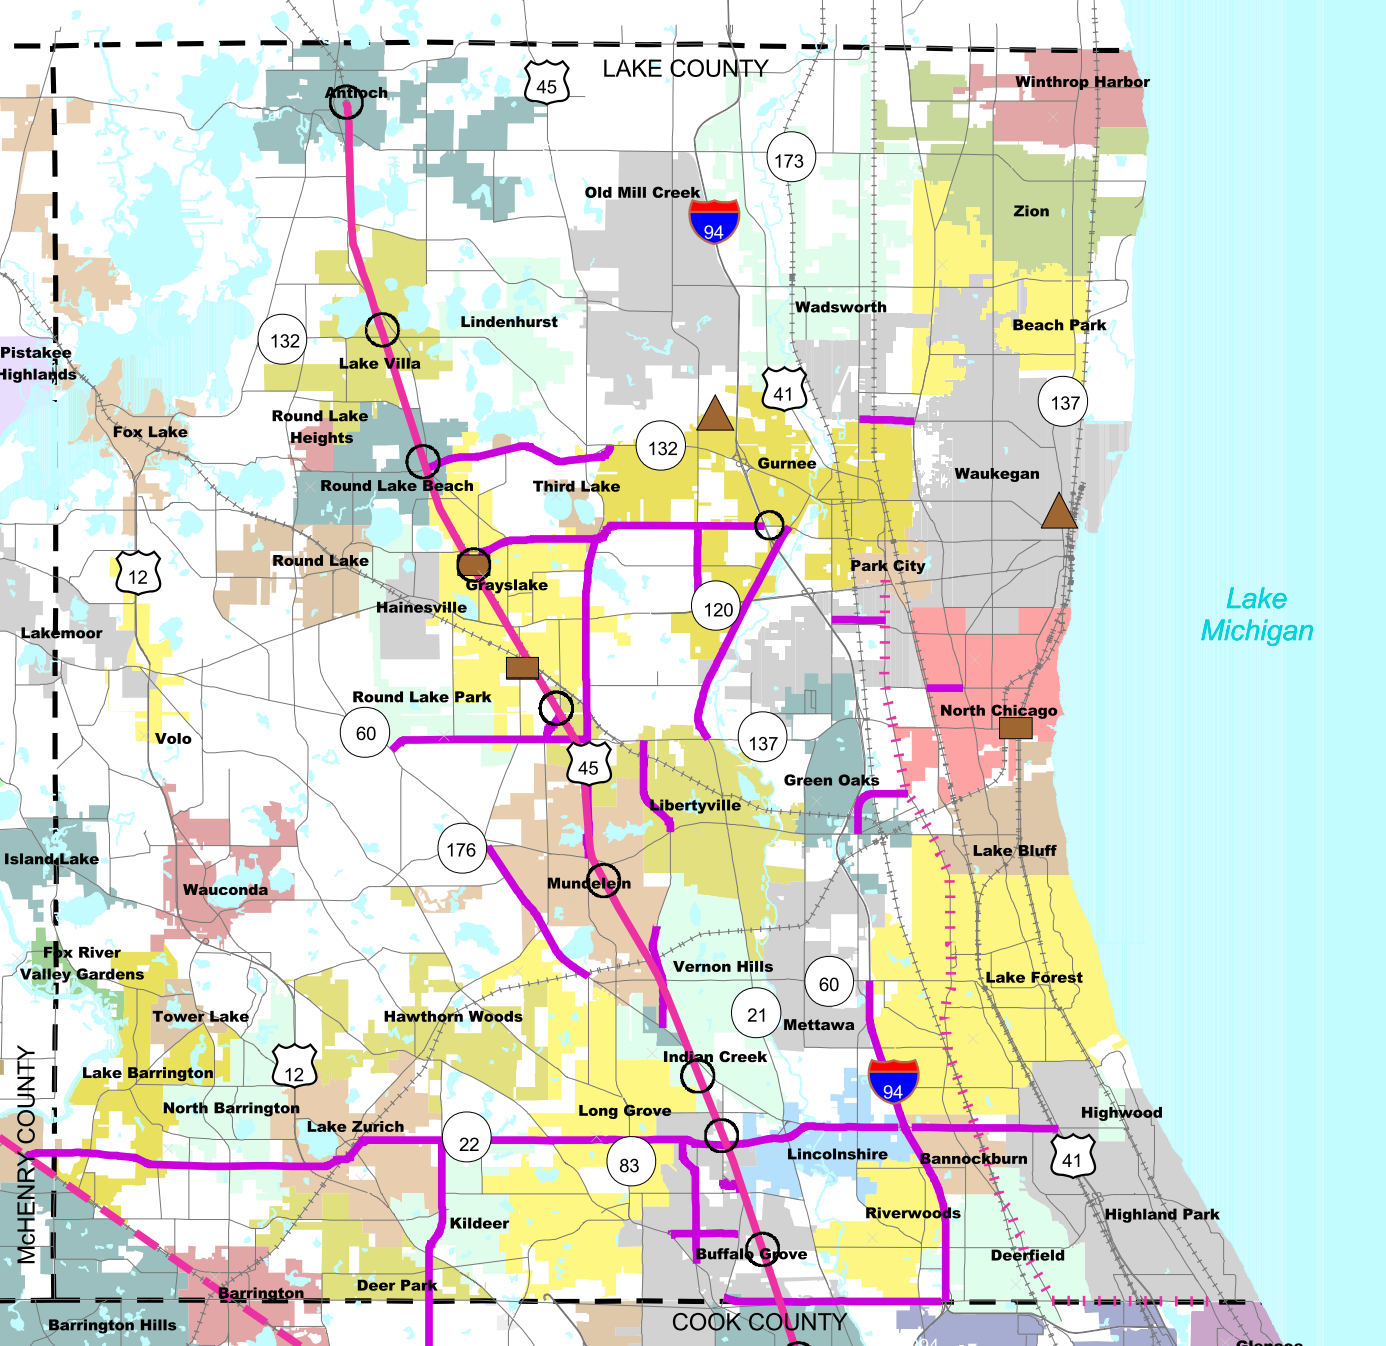 LAKE COUNTY
45
Antioch
Winthrop Harbor
173
Old Mill Creek
Zion
94
Wadsworth
Lindenhurst
Beach Park
132
Lake Villa
Pistakee
Highlands
41
137
Round Lake
Heights
Fox Lake
132
Gurnee
Waukegan
Round Lake Beach
Third Lake
Round Lake
Park City
12
Grayslake
Hainesville
120
Lake
Michigan
Lakemoor
Round Lake Park
North Chicago
60
Volo
137
45
Green Oaks
Libertyville
176
Lake Bluff
Island Lake
Wauconda
Mundelein
Fox River
Valley Gardens
Vernon Hills
60
Lake Forest
Tower Lake
Hawthorn Woods
21
Mettawa
Indian Creek
12
Lake Barrington
94
North Barrington
Long Grove
Highwood
Lake Zurich
22
McHENRY COUNTY
83
Lincolnshire
Bannockburn
41
Kildeer
Riverwoods
Highland Park
Buffalo Grove
Deerfield
Deer Park
Barrington
Barrington Hills
COOK COUNTY
294
Glencoe